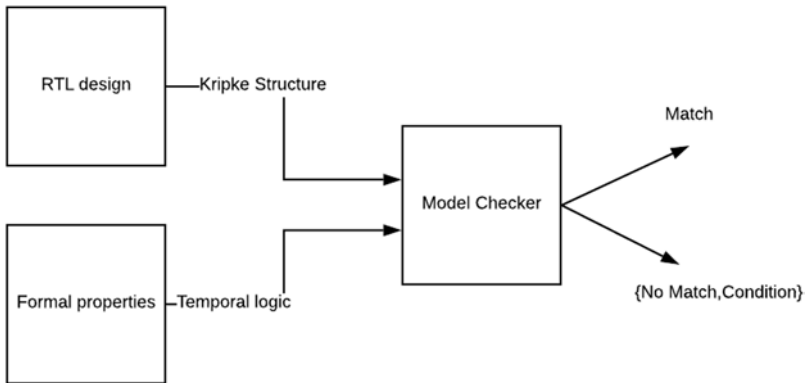 RTL design
Kripke Structure
Match
Model Checker
Formal properties
Temporal logic
{No Match,Condition}